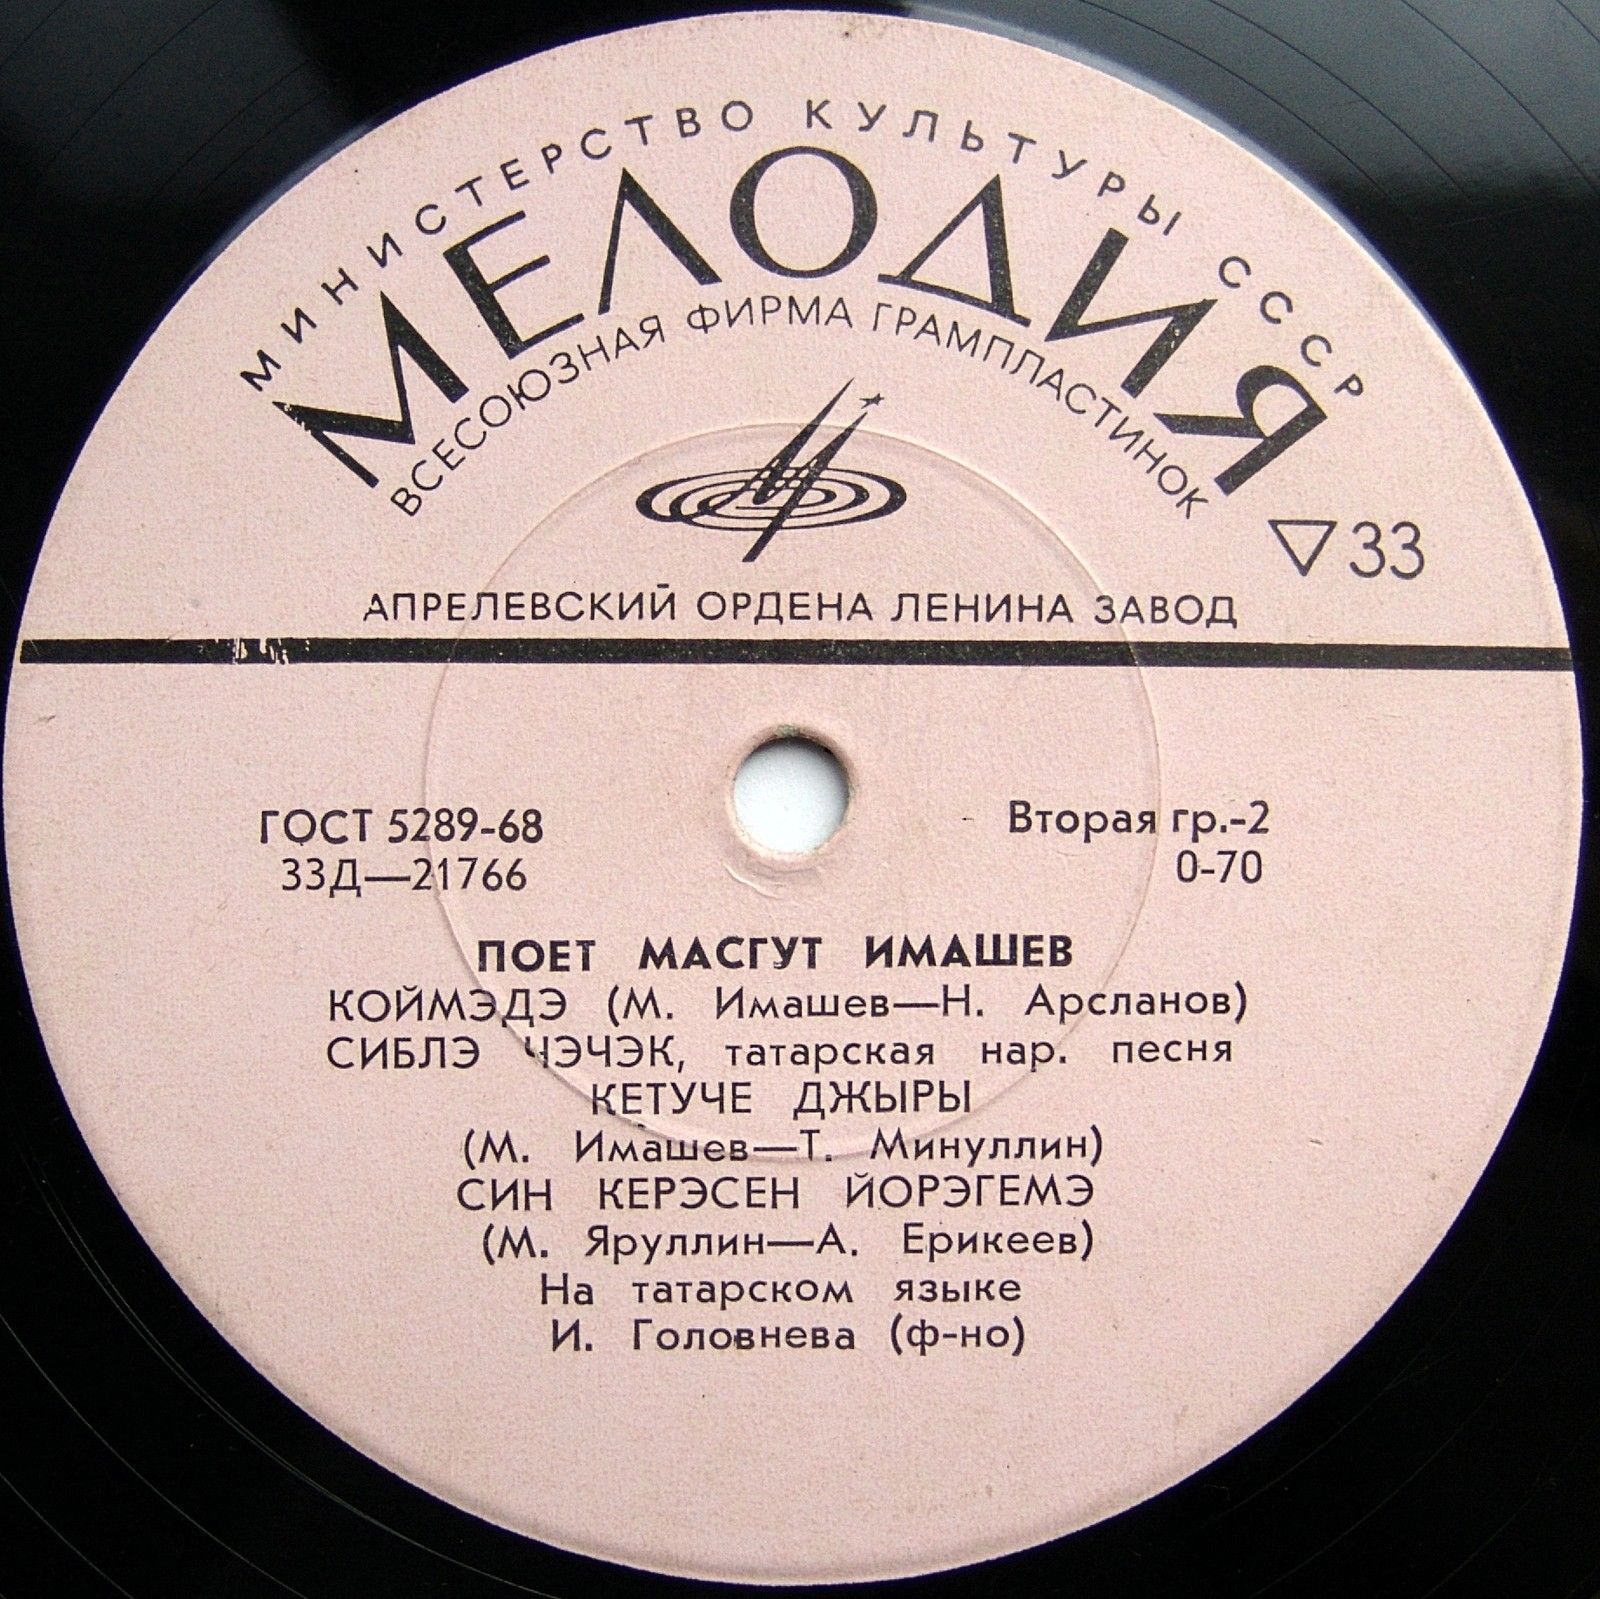 МИНИСТЕРСТВО КУЛЬТУРЫ СССР
МЕЛОДИЯ
ВСЕСОЮЗНАЯ ФИРМА ГРАМПЛАСТИНОК
33
АПРЕЛЕВСКИЙ ОРДЕНА ЛЕНИНА ЗАВОД
ГОСТ 5289-68
33Д—21766
Вторая гр.-2
0-70
ПОЕТ МАСГУТ ИМАШЕВ
КОЙМЭДЭ (М. Имашев—Н. Арсланов)
СИБЛЭ ЧЭЧЭК, татарская нар. песня
КЕТУЧЕ ДЖЫРЫ
(М. Имашев—Т. Минуллин)
СИН КЕРЭСЕН ЙОРЭГЕМЭ
(М. Яруллин—А. Ерикеев)
На татарском языке
И. Головнева (ф-но)